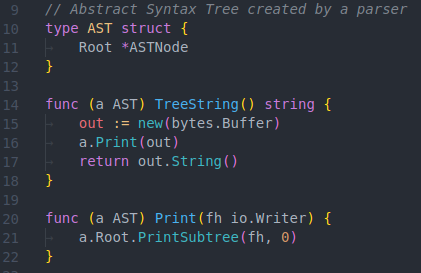 9 // Abstract Syntax Tree created by a parser
10 type AST struct {
11 Root *ASTNode
12 }
13
14 func (a AST) TreeString() string {
15 out := new(bytes.Buffer)
16 a.Print(out)
17 return out.String()
18 }
19
20 func (a AST) Print(fh io.Writer) {
21 a.Root.PrintSubtree(fh, 0)
22 }